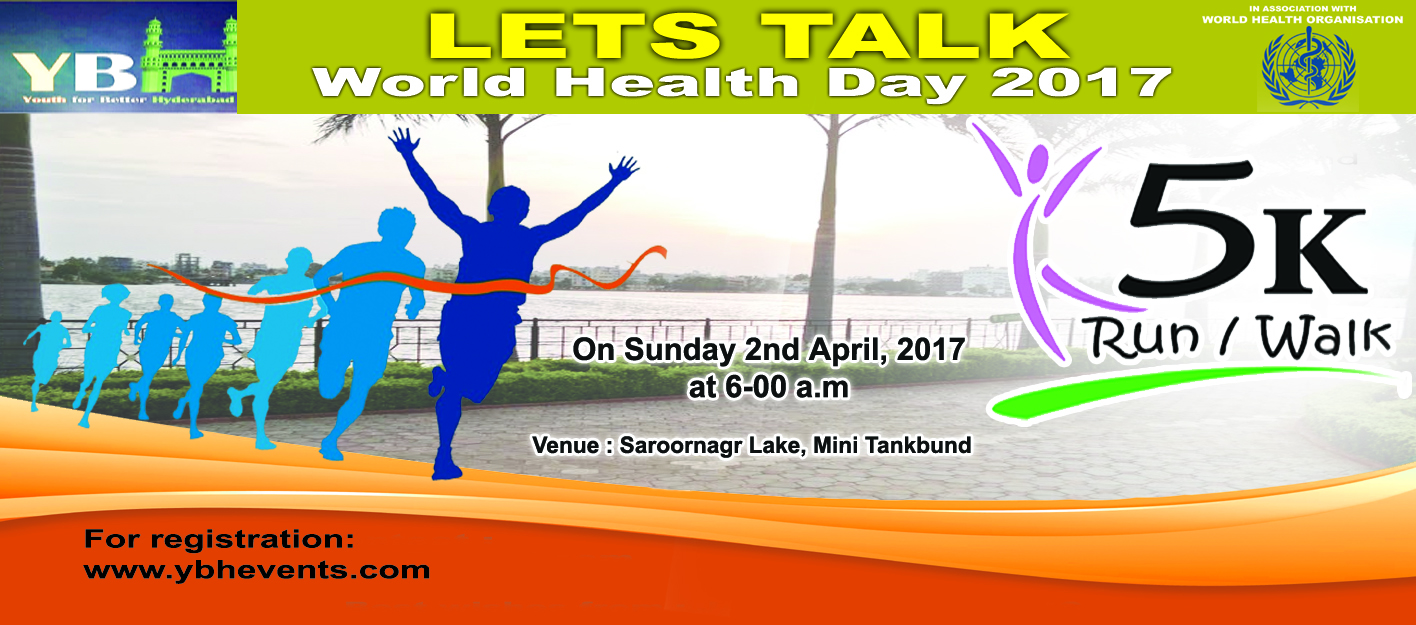 YBH
Youth for Better Hyderabad
LETS TALK
World Health Day 2017
IN ASSOCIATION WITH
WORLD HEALTH ORGANISATION
5K
Run / Walk
On Sunday 2nd April, 2017
at 6-00 a.m
Venue : Saroornagr Lake, Mini Tankbund
For registration:
www.ybhevents.com